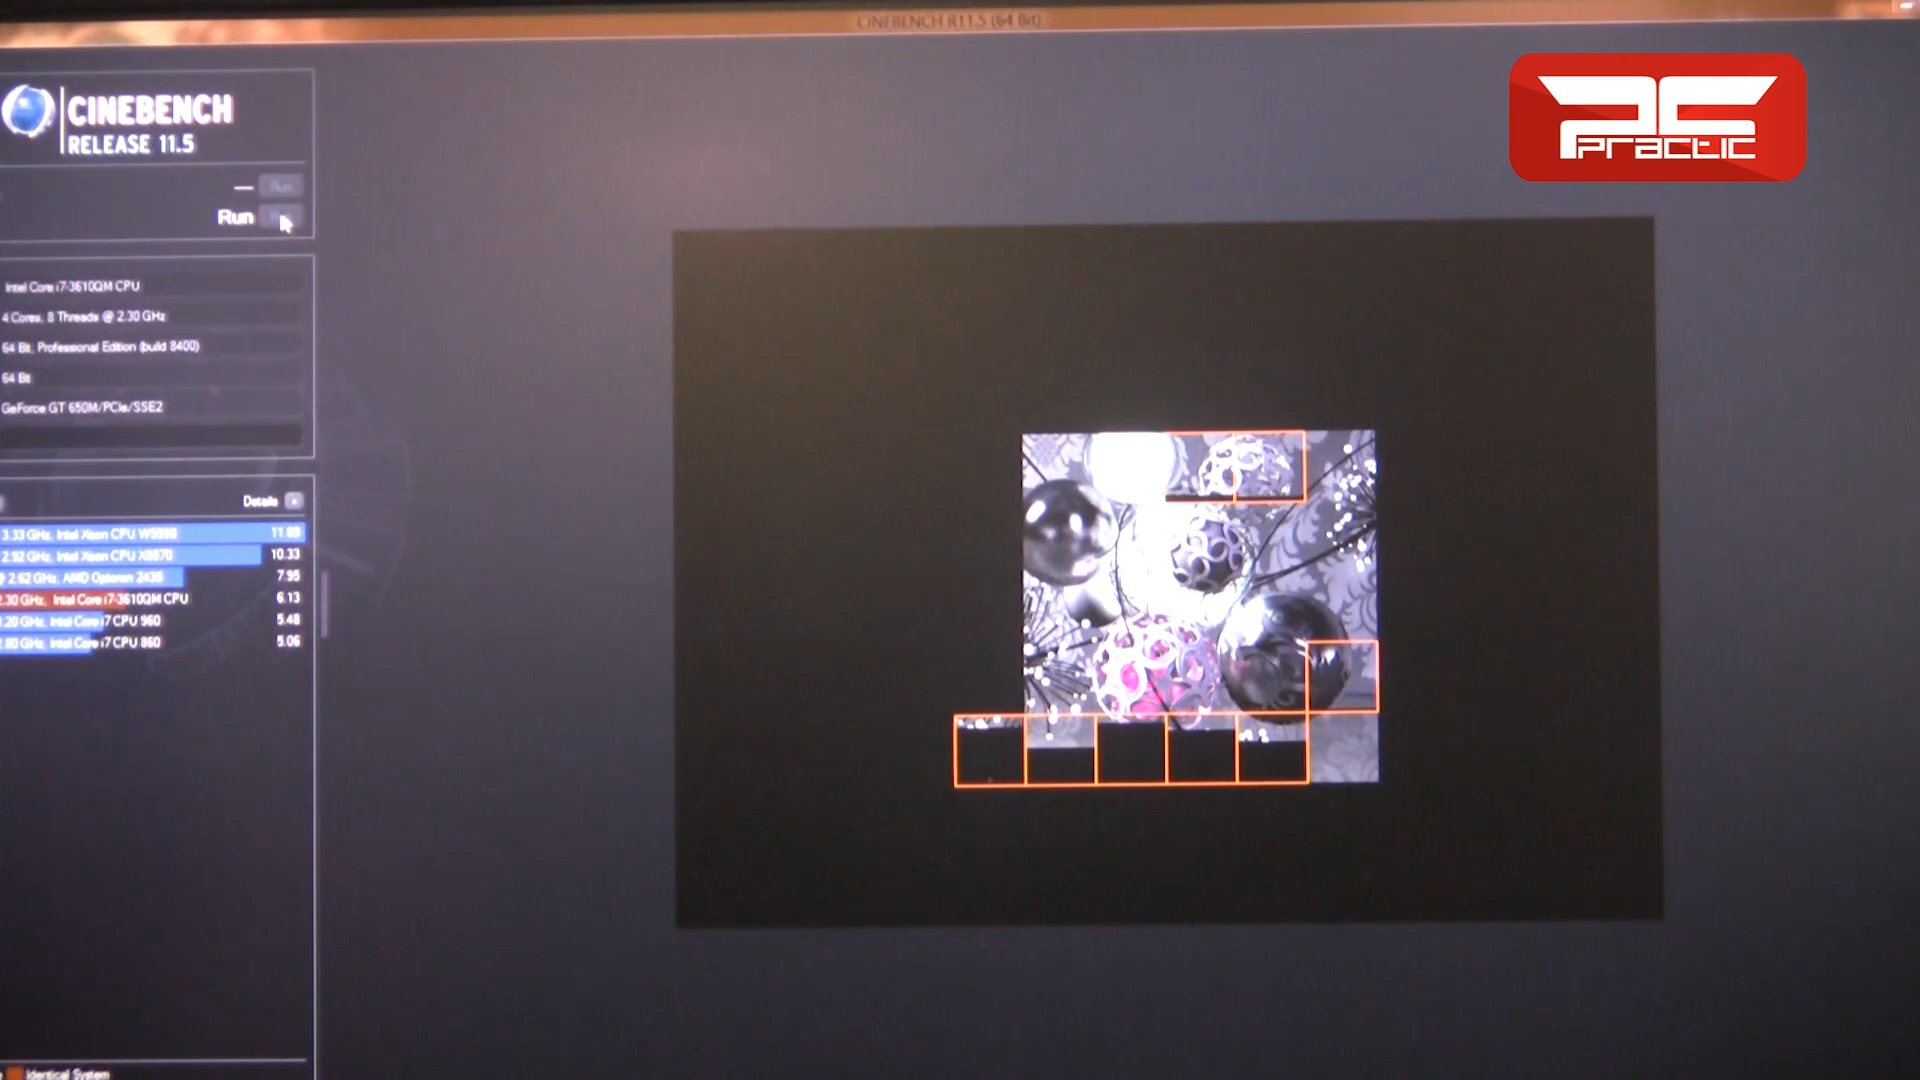 CINEBENCH R11.5 (64 Bit)
CINEBENCH
RELEASE 11.5
PC
Practic
— Run
Run
Intel Core i7-3610QM CPU
4 Cores, 8 Threads @ 2.30 GHz
64 Bit, Professional Edition (build 8400)
64 Bit
GeForce GT 650M/PCIe/SSE2
Details
3.33 GHz, Intel Xeon CPU W5590 11.69
2.92 GHz, Intel Xeon CPU X5570 10.33
@ 2.62 GHz, AMD Opteron 2435 7.95
2.30 GHz, Intel Core i7-3610QM CPU 6.13
.20 GHz, Intel Core i7 CPU 960 5.48
.80 GHz, Intel Core i7 CPU 860 5.06
Identical System